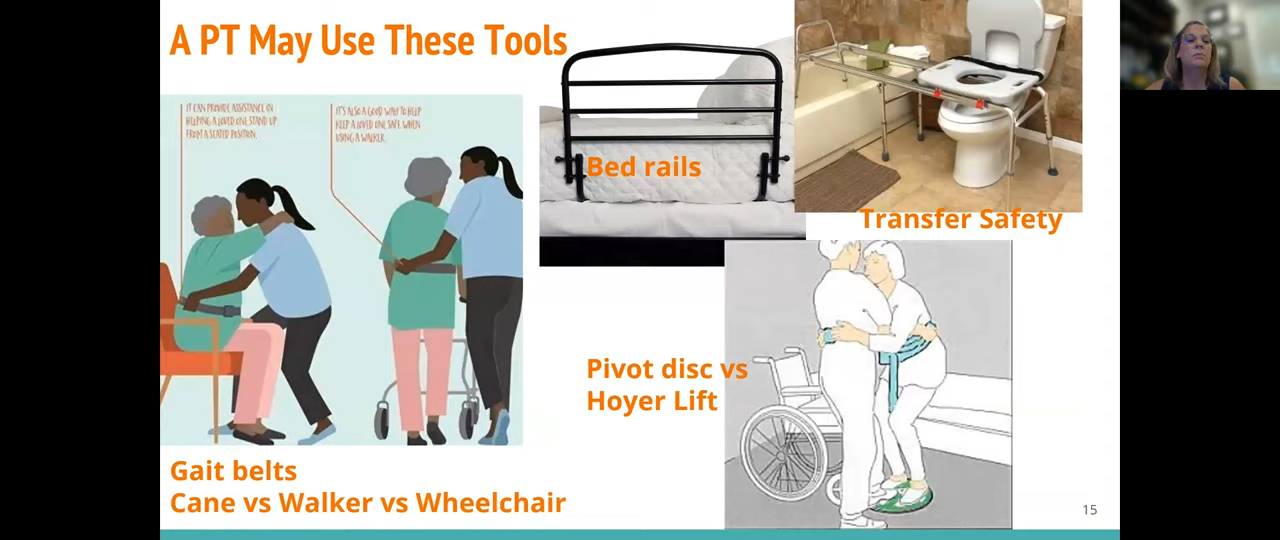 A PT May Use These Tools
IT CAN PROVIDE ASSISTANCE IN
HELPING A LOVED ONE STAND UP
FROM A SEATED POSITION.
IT'S ALSO A GOOD WAY TO HELP
KEEP A LOVED ONE SAFE WHEN
USING A WALKER.
Bed rails
Transfer Safety
Pivot disc vs
Hoyer Lift
Gait belts
Cane vs Walker vs Wheelchair
15